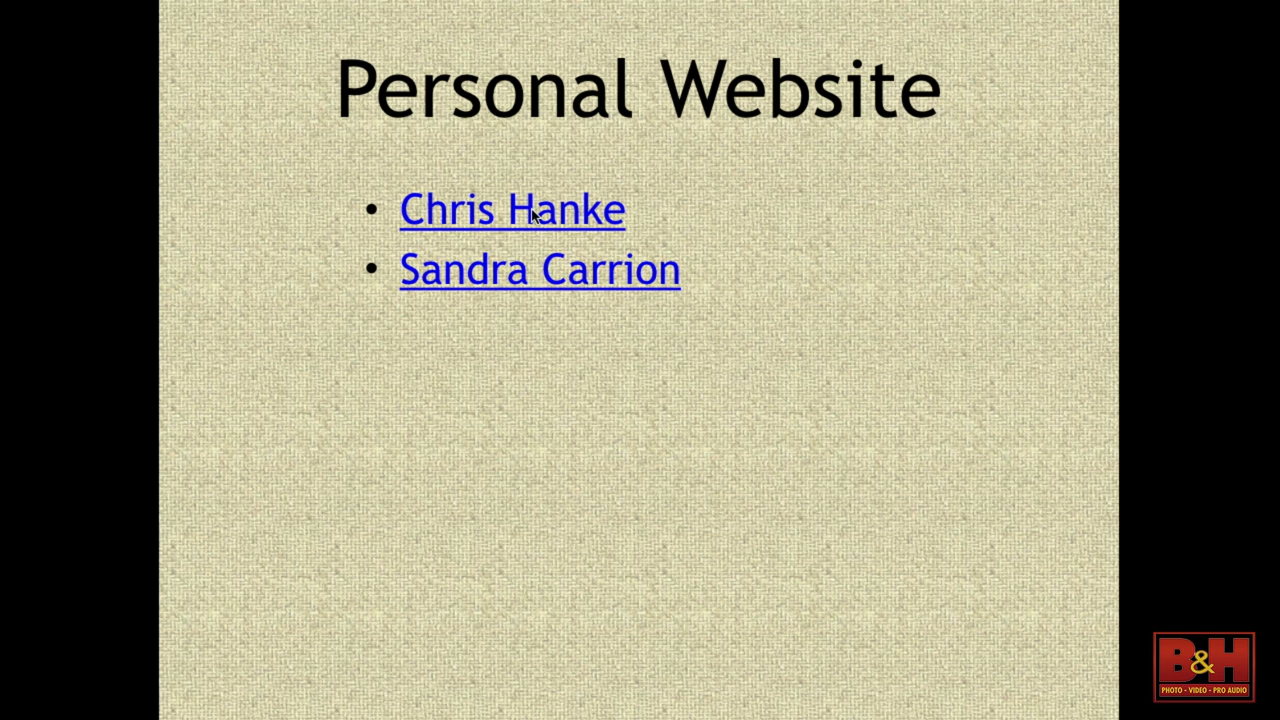 Personal Website
• Chris Hanke
• Sandra Carrion
B&H
PHOTO - VIDEO - PRO AUDIO